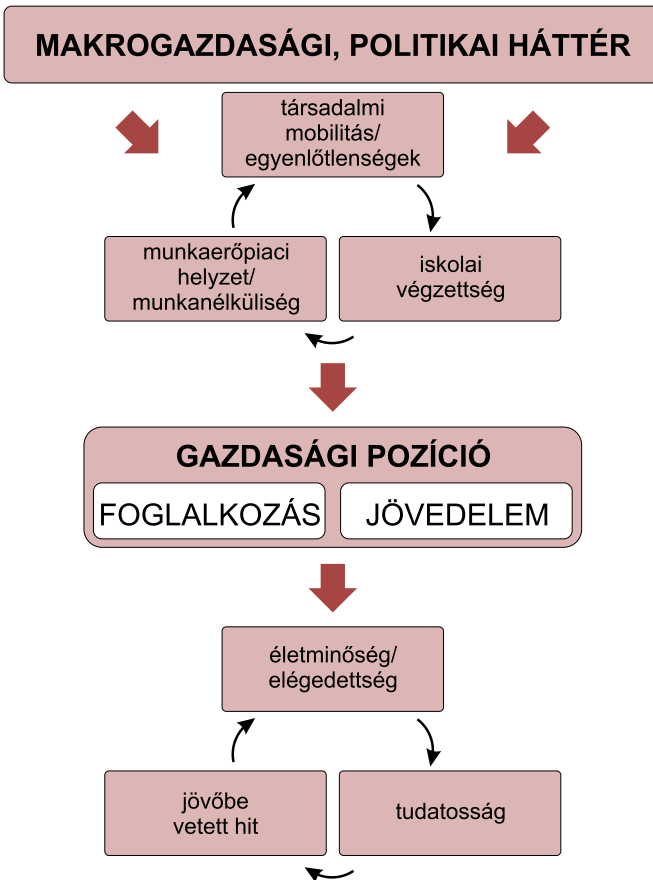 MAKROGAZDASÁGI, POLITIKAI HÁTTÉR
társadalmi
mobilitás/
egyenlőtlenségek
munkaerőpiaci
helyzet/
munkanélküliség
iskolai
végzettség
GAZDASÁGI POZÍCIÓ
FOGLALKOZÁS
JÖVEDELEM
életminőség/
elégedettség
jövőbe
vetett hit
tudatosság